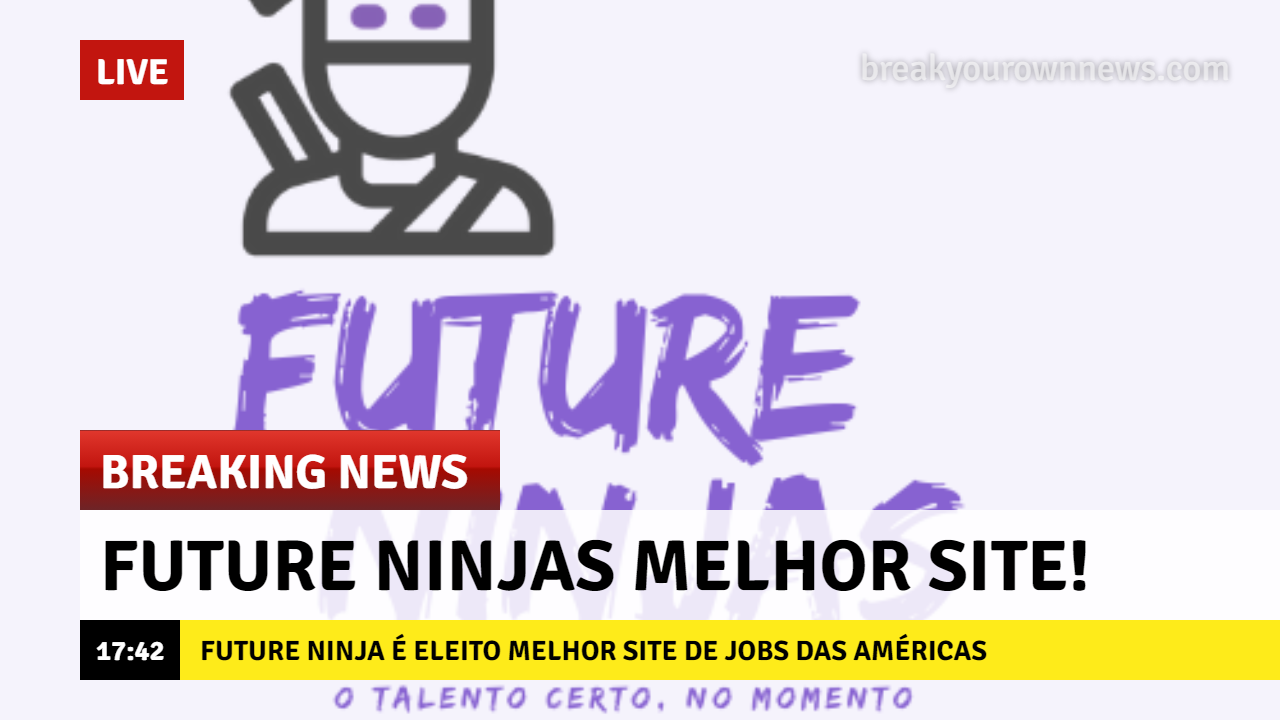 LIVE
breakyourownnews.com
FUTURE
NINJAS
BREAKING NEWS
FUTURE NINJAS MELHOR SITE!
17:42 FUTURE NINJA É ELEITO MELHOR SITE DE JOBS DAS AMÉRICAS
O TALENTO CERTO, NO MOMENTO